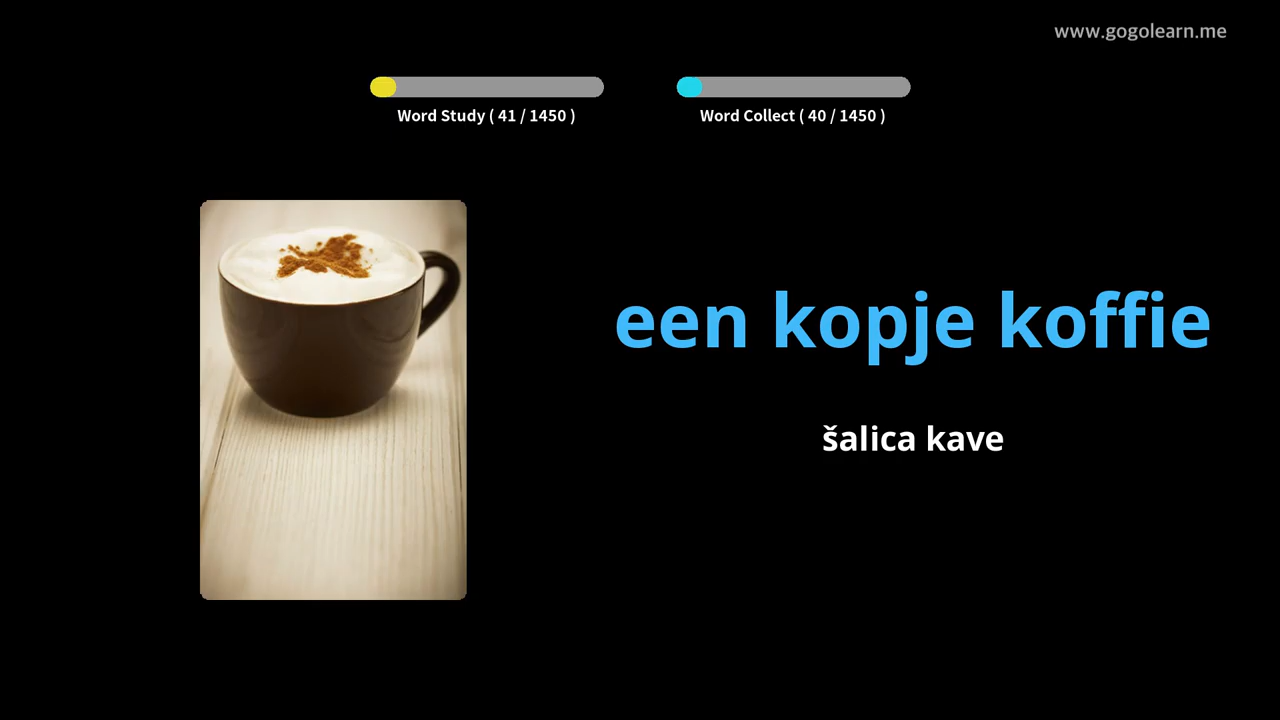 www.gogolearn.me
Word Study ( 41 / 1450 )
Word Collect ( 40 / 1450 )
een kopje koffie
šalica kave